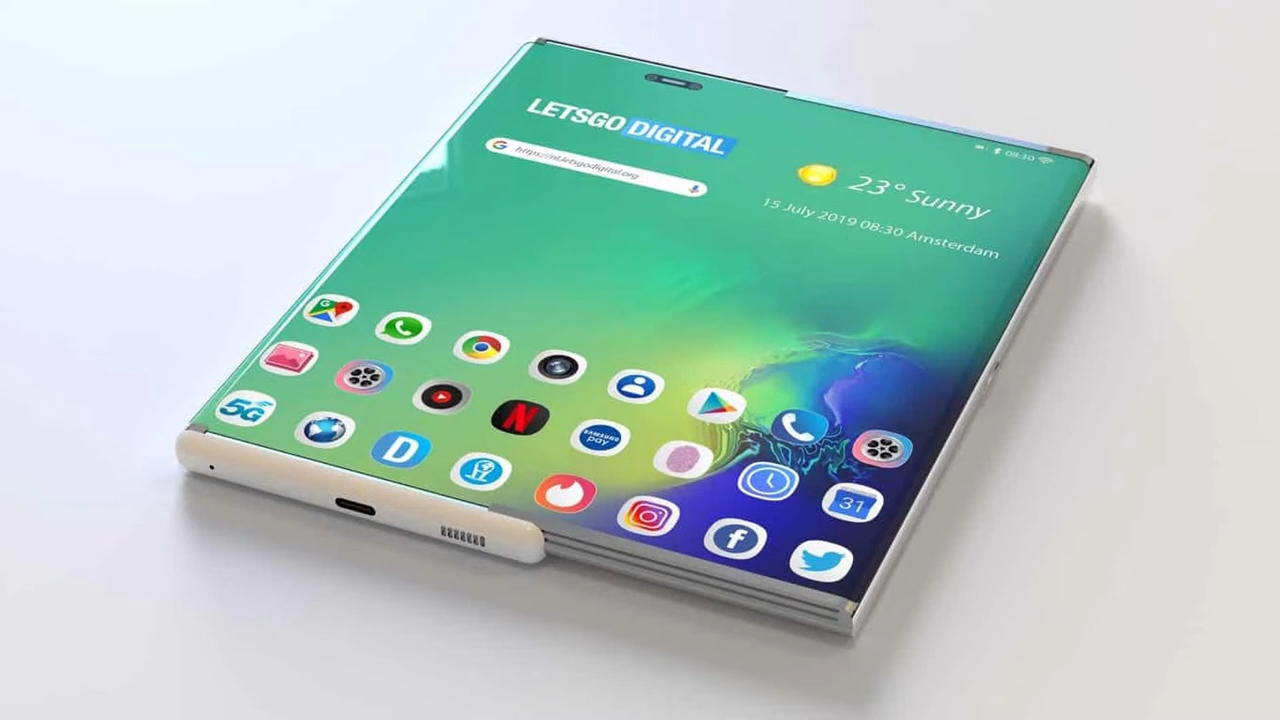 LETSGO DIGITAL
08:30
https://nl.letsgodigital.org
23° Sunny
15 July 2019 08:30 Amsterdam
5G
N
SAMSUNG pay
D
31
f